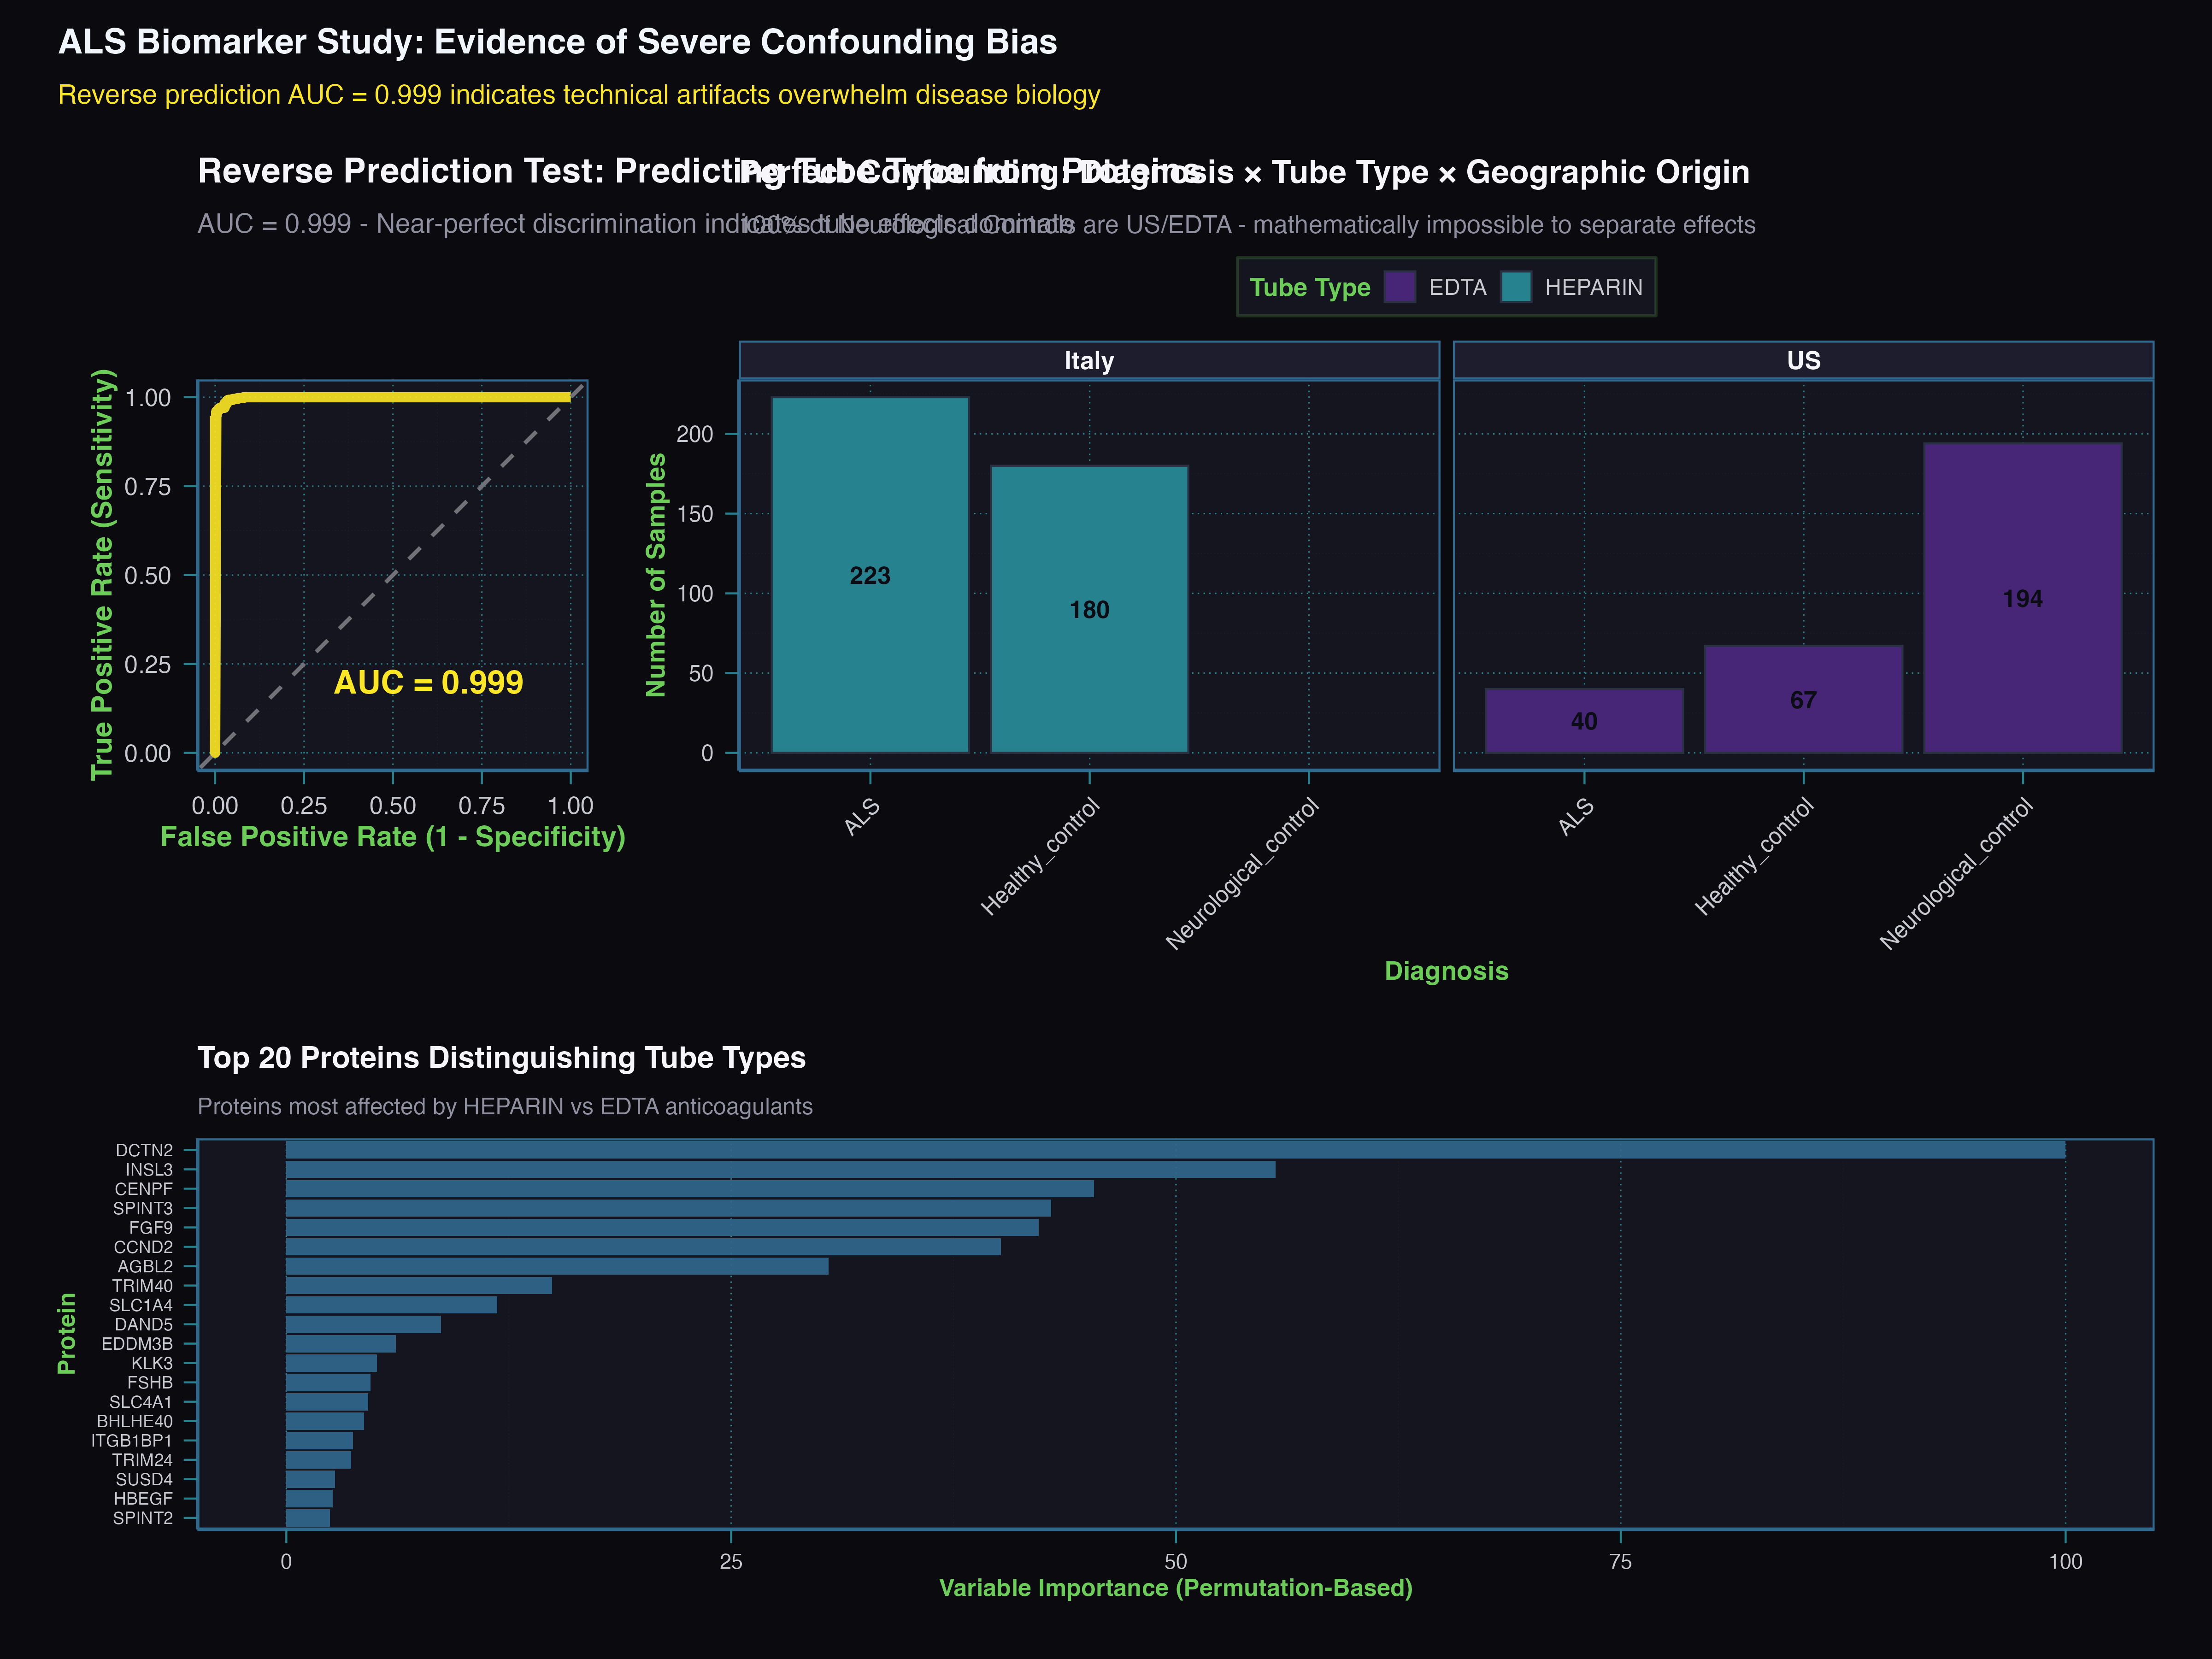 ALS Biomarker Study: Evidence of Severe Confounding Bias
Reverse prediction AUC = 0.999 indicates technical artifacts overwhelm disease biology
Reverse Prediction Test: Predicting Tube Type from Proteins
Perfect Confounding: Diagnosis × Tube Type × Geographic Origin
AUC = 0.999 - Near-perfect discrimination indicates tube effects dominate
100% of Neurological Controls are US/EDTA - mathematically impossible to separate effects
Tube Type EDTA HEPARIN
True Positive Rate (Sensitivity)
1.00
0.75
0.50
0.25
0.00
AUC = 0.999
0.00 0.25 0.50 0.75 1.00
False Positive Rate (1 - Specificity)
Italy
US
Number of Samples
200
150
100
50
0
223
180
40
67
194
ALS
Healthy_control
Neurological_control
ALS
Healthy_control
Neurological_control
Diagnosis
Top 20 Proteins Distinguishing Tube Types
Proteins most affected by HEPARIN vs EDTA anticoagulants
Protein
DCTN2
INSL3
CENPF
SPINT3
FGF9
CCND2
AGBL2
TRIM40
SLC1A4
DAND5
EDDM3B
KLK3
FSHB
SLC4A1
BHLHE40
ITGB1BP1
TRIM24
SUSD4
HBEGF
SPINT2
0 25 50 75 100
Variable Importance (Permutation-Based)